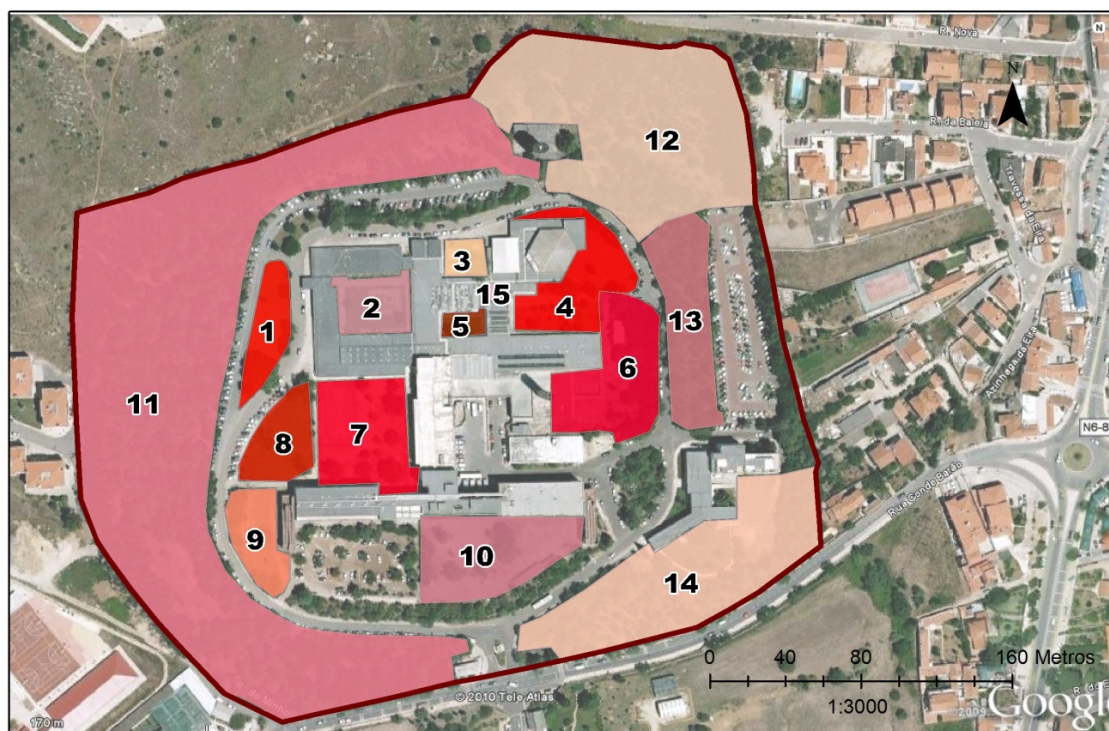 R. Nova
N
N
R. da Baleia
Travessa da Eira
12
3
2
15
4
1
5
13
6
11
7
8
Azinhaga da Eira
N6-8
Rua Conde Barão
9
10
14
0 40 80 160 Metros
© 2010 Tele Atlas
1:3000
170 m
2009
Google